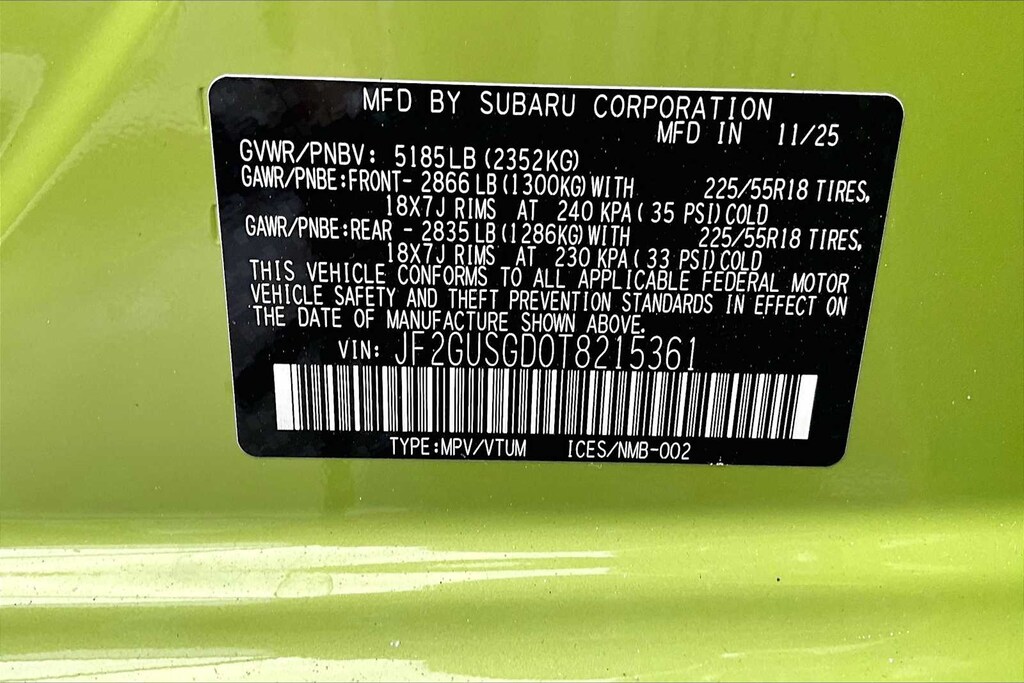 MFD BY SUBARU CORPORATION
MFD IN 11/25
GVWR/PNBV: 5185LB (2352KG)
GAWR/PNBE:FRONT- 2866 LB (1300KG) WITH 225/55R18 TIRES,
18X7J RIMS AT 240 KPA ( 35 PSI) COLD
GAWR/PNBE:REAR - 2835 LB (1286KG) WITH 225/55R18 TIRES,
18X7J RIMS AT 230 KPA ( 33 PSI) COLD
THIS VEHICLE CONFORMS TO ALL APPLICABLE FEDERAL MOTOR
VEHICLE SAFETY AND THEFT PREVENTION STANDARDS IN EFFECT ON
THE DATE OF MANUFACTURE SHOWN ABOVE.
VIN: JF2GUSGD0T8215361
TYPE:MPV/VTUM ICES/NMB-002